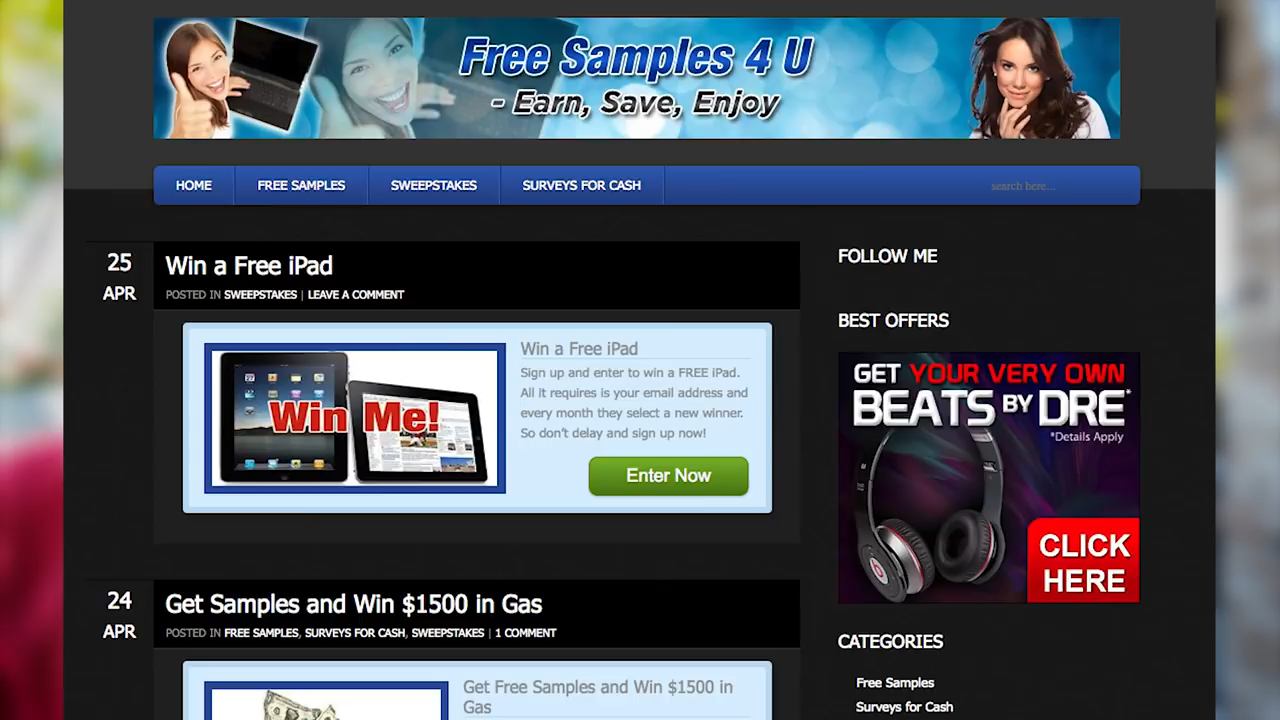 Free Samples 4 U
- Earn, Save, Enjoy
HOME
FREE SAMPLES
SWEEPSTAKES
SURVEYS FOR CASH
search here...
25
APR
Win a Free iPad
POSTED IN SWEEPSTAKES | LEAVE A COMMENT
Win Me!
Win a Free iPad
Sign up and enter to win a FREE iPad.
All it requires is your email address and
every month they select a new winner.
So don't delay and sign up now!
Enter Now
24
APR
Get Samples and Win $1500 in Gas
POSTED IN FREE SAMPLES, SURVEYS FOR CASH, SWEEPSTAKES | 1 COMMENT
Get Free Samples and Win $1500 in
Gas
FOLLOW ME
BEST OFFERS
GET YOUR VERY OWN
BEATS BY DRE*
*Details Apply
CLICK
HERE
CATEGORIES
Free Samples
Surveys for Cash